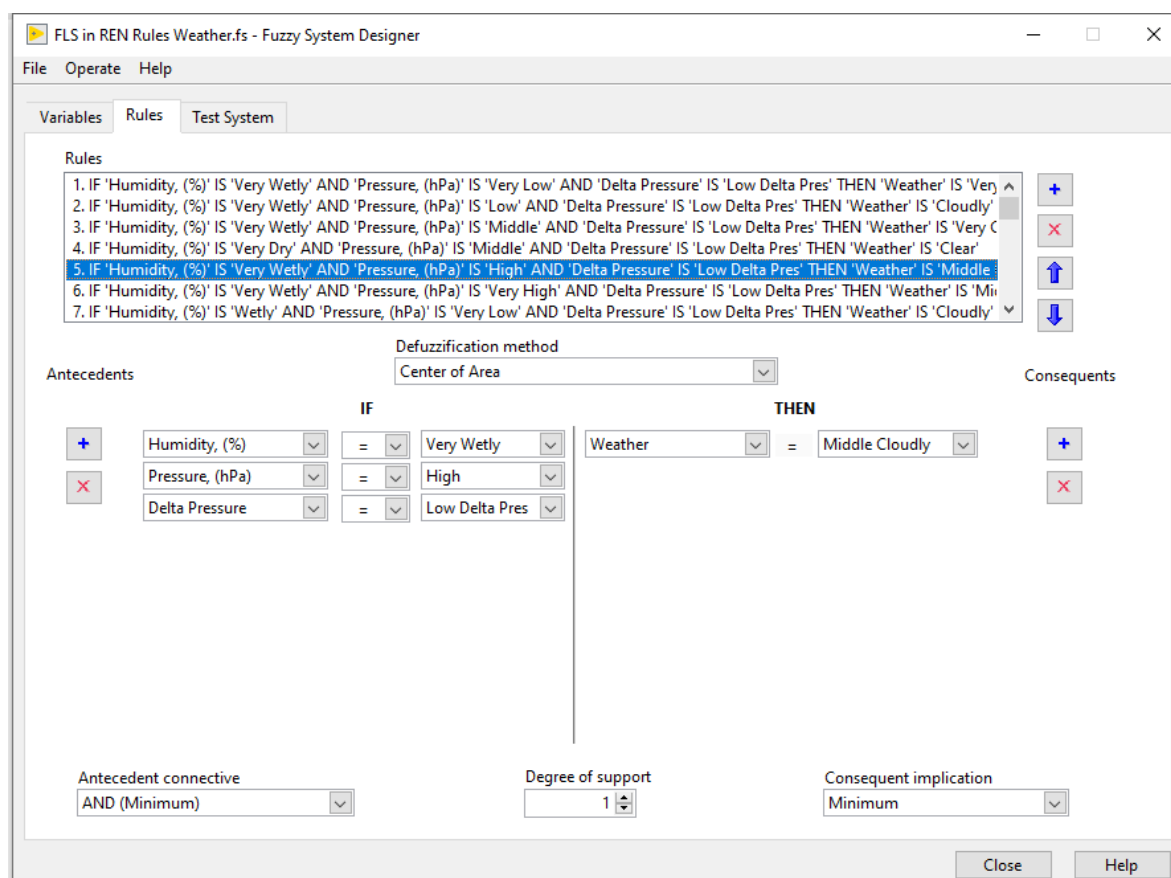 FLS in REN Rules Weather.fs - Fuzzy System Designer
File Operate Help
Variables Rules Test System
Rules
1. IF 'Humidity, (%)' IS 'Very Wetly' AND 'Pressure, (hPa)' IS 'Very Low' AND 'Delta Pressure' IS 'Low Delta Pres' THEN 'Weather' IS 'Very
2. IF 'Humidity, (%)' IS 'Very Wetly' AND 'Pressure, (hPa)' IS 'Low' AND 'Delta Pressure' IS 'Low Delta Pres' THEN 'Weather' IS 'Cloudly'
3. IF 'Humidity, (%)' IS 'Very Wetly' AND 'Pressure, (hPa)' IS 'Middle' AND 'Delta Pressure' IS 'Low Delta Pres' THEN 'Weather' IS 'Very C
4. IF 'Humidity, (%)' IS 'Very Dry' AND 'Pressure, (hPa)' IS 'Middle' AND 'Delta Pressure' IS 'Low Delta Pres' THEN 'Weather' IS 'Clear'
5. IF 'Humidity, (%)' IS 'Very Wetly' AND 'Pressure, (hPa)' IS 'High' AND 'Delta Pressure' IS 'Low Delta Pres' THEN 'Weather' IS 'Middle
6. IF 'Humidity, (%)' IS 'Very Wetly' AND 'Pressure, (hPa)' IS 'Very High' AND 'Delta Pressure' IS 'Low Delta Pres' THEN 'Weather' IS 'Mi
7. IF 'Humidity, (%)' IS 'Wetly' AND 'Pressure, (hPa)' IS 'Very Low' AND 'Delta Pressure' IS 'Low Delta Pres' THEN 'Weather' IS 'Cloudly'
Defuzzification method
Center of Area
Antecedents
Consequents
IF THEN
Humidity, (%) = Very Wetly Weather = Middle Cloudly
Pressure, (hPa) = High
Delta Pressure = Low Delta Pres
Antecedent connective Degree of support Consequent implication
AND (Minimum) 1 Minimum
Close Help